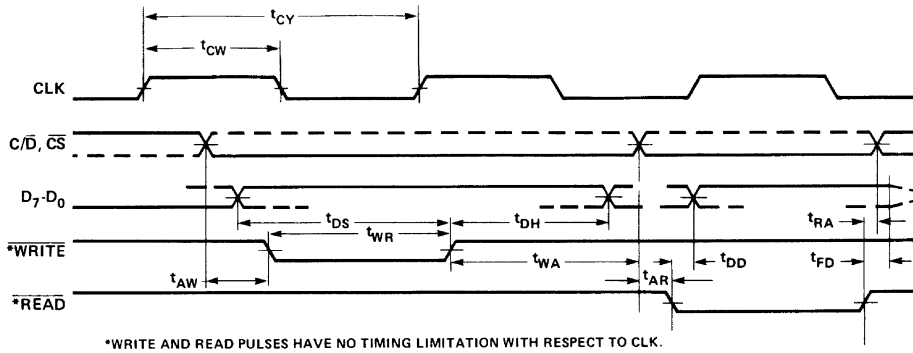 tCY
tCW
CLK
C/D̅, C̅S̅
D7-D0
tDS
tWR
tDH
tRA
*W̅R̅I̅T̅E̅
tAW
tWA
tAR
tDD
tFD
*R̅E̅A̅D̅
*WRITE AND READ PULSES HAVE NO TIMING LIMITATION WITH RESPECT TO CLK.